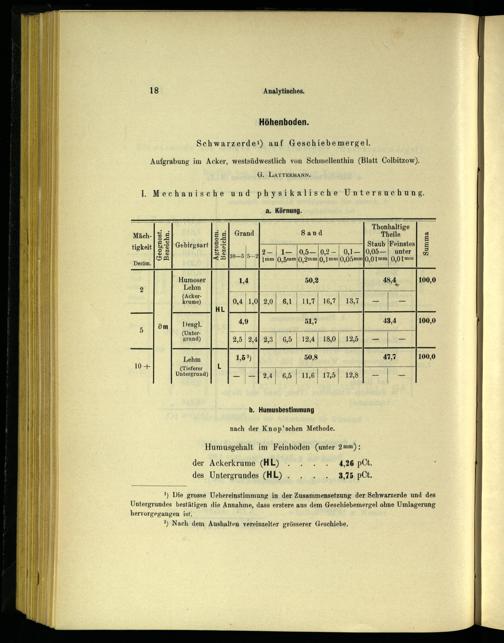 18 Analytisches.
Höhenboden.
Schwarzerde¹) auf Geschiebemergel.
Aufgrabung im Acker, westsüdwestlich von Schmellenthin (Blatt Colbitzow).
G. LATTERMANN.
I. Mechanische und physikalische Untersuchung.
a. Körnung.
Mäch-
tigkeit
Decim.
Geognost.
Bezeichn.
Gebirgsart
Agronom.
Bezeichn.
Grand
10—5 5—2
Sand
2— 1— 0,5— 0,2— 0,1—
1mm 0,5mm 0,2mm 0,1mm 0,05mm
Thonhaltige
Theile
Staub Feinstes
0,05— unter
0,01mm 0,01mm
Summa
2
Humoser
Lehm
(Acker-
krume)
1,4 50,2 48,4 100,0
0,4 1,0 2,0 6,1 11,7 16,7 13,7 — —
HL
5
∂m
Desgl.
(Unter-
grund)
4,9 51,7 43,4 100,0
2,5 2,4 2,3 6,5 12,4 18,0 12,5 — —
10 +
Lehm
(Tieferer
Untergrund)
L
1,5²) 50,8 47,7 100,0
— — 2,4 6,5 11,6 17,5 12,8 — —
b. Humusbestimmung
nach der Knop'schen Methode.
Humusgehalt im Feinboden (unter 2mm):
der Ackerkrume (HL) . . . . 4,26 pCt.
des Untergrundes (HL) . . . . 3,75 pCt.
¹) Die grosse Uebereinstimmung in der Zusammensetzung der Schwarzerde und des
Untergrundes bestätigen die Annahme, dass erstere aus dem Geschiebemergel ohne Umlagerung
hervorgegangen ist.
²) Nach dem Aushalten vereinzelter grösserer Geschiebe.